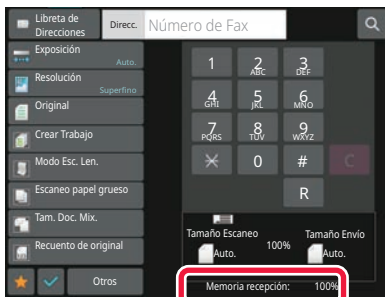 Libreta de
Direcciones
Direcc.
Número de Fax
Exposición
Auto.
Resolución
Superfino
Original
Crear Trabajo
Modo Esc. Len.
Escaneo papel
grueso
Tam. Doc. Mix.
Recuento de
original
Otros
1
2
ABC
3
DEF
4
GHI
5
JKL
6
MNO
7
PQRS
8
TUV
9
WXYZ
0
#
C
R
Tamaño Escaneo
Tamaño Envío
Auto.
100%
Auto.
Memoria recepción: 100%